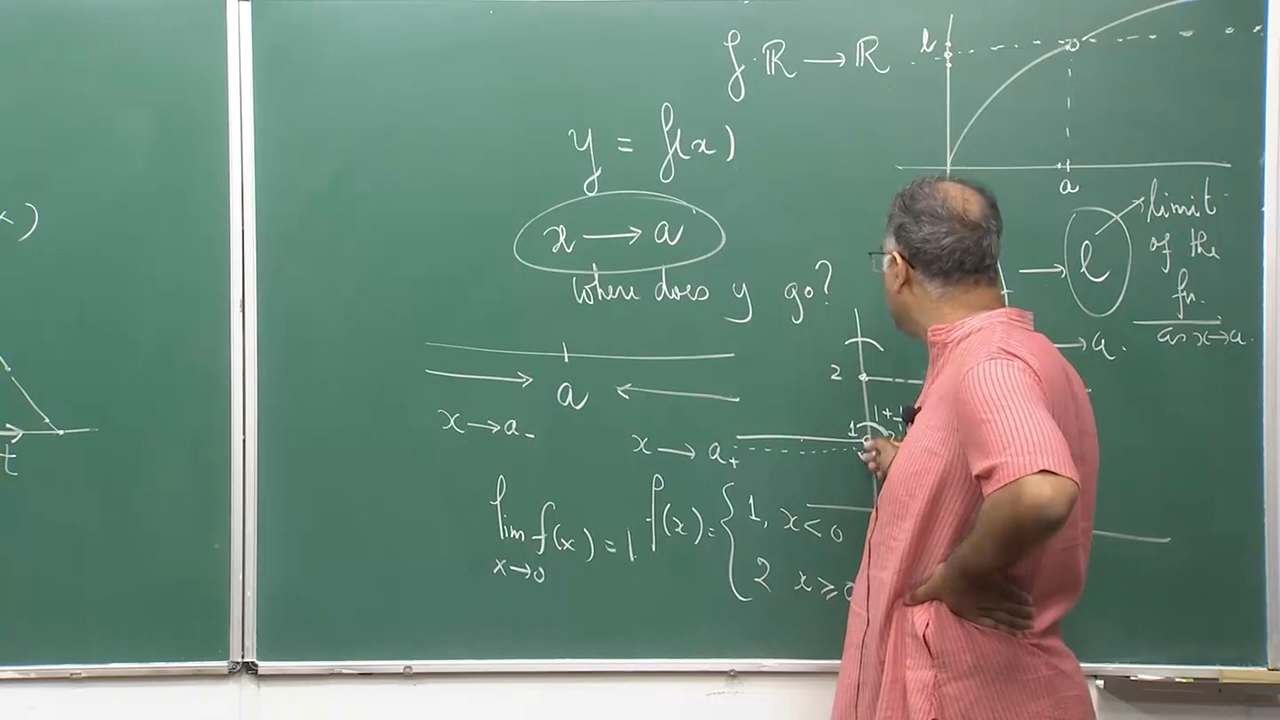 x)
t
f: ℝ → ℝ
y = f(x)
x → a
where does y go?
a
x → a₋
x → a₊
lim f(x) = 1
x → 0
f(x) = { 1, x < 0
2 x ≥ 0
l
a
→ l
limit
of the
fn.
as x → a.
→ a.
2
1